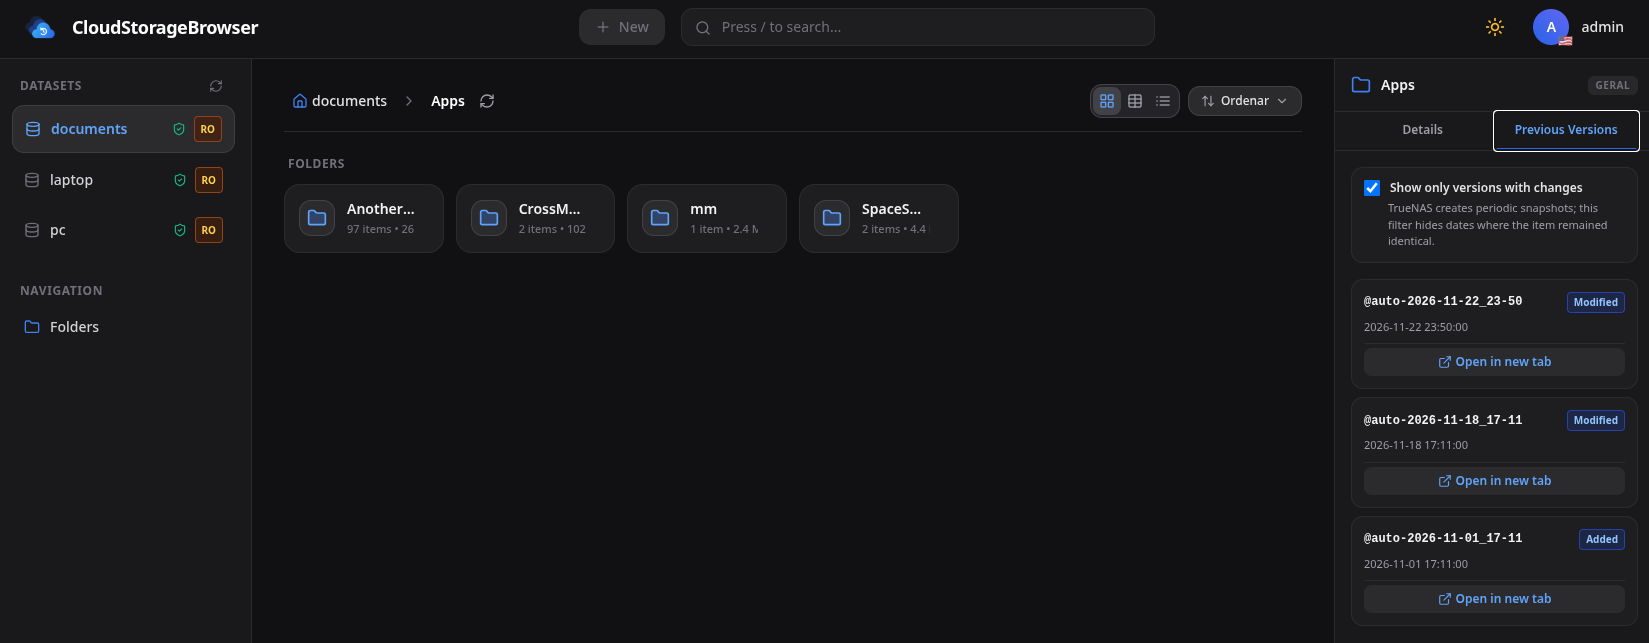 CloudStorageBrowser
New
Press / to search...
A
admin
DATASETS
documents
RO
laptop
RO
pc
RO
NAVIGATION
Folders
documents
Apps
Ordenar
FOLDERS
Another...
97 items • 26
CrossM...
2 items • 102
mm
1 item • 2.4 M
SpaceS...
2 items • 4.4
Apps
GERAL
Details
Previous Versions
Show only versions with changes
TrueNAS creates periodic snapshots; this
filter hides dates where the item remained
identical.
@auto-2026-11-22_23-50
Modified
2026-11-22 23:50:00
Open in new tab
@auto-2026-11-18_17-11
Modified
2026-11-18 17:11:00
Open in new tab
@auto-2026-11-01_17-11
Added
2026-11-01 17:11:00
Open in new tab